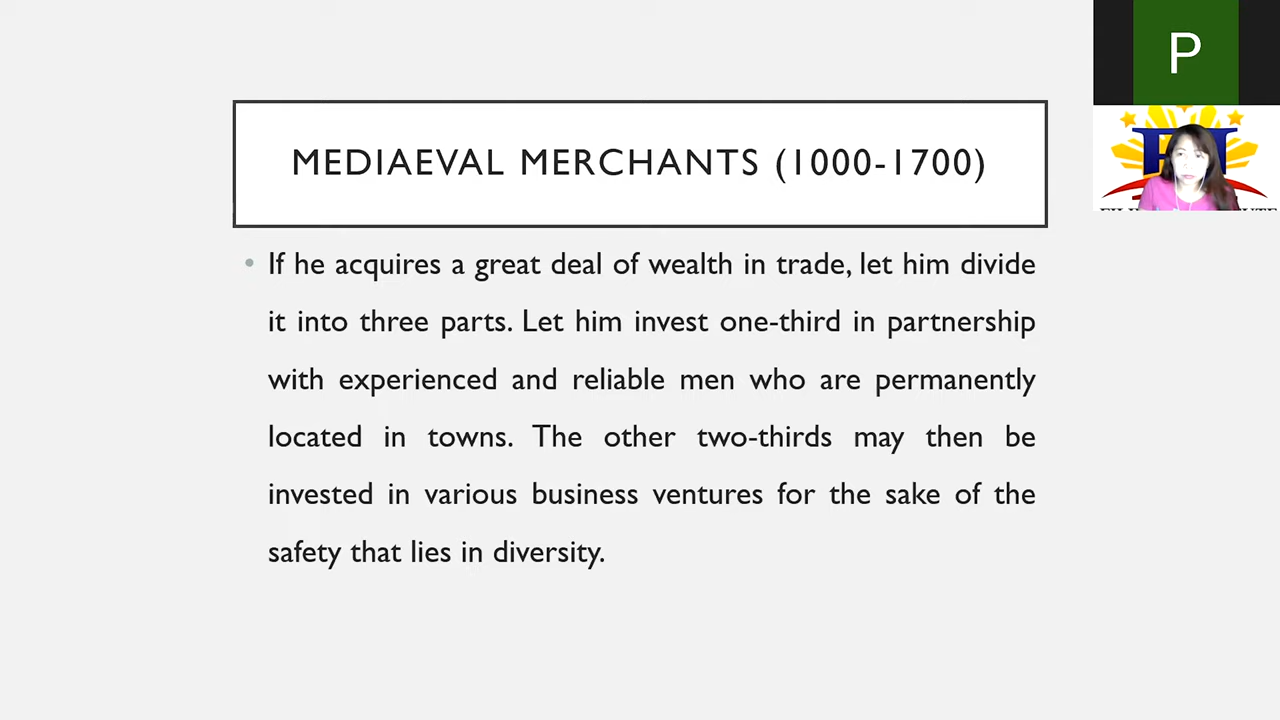 P
MEDIAEVAL MERCHANTS (1000-1700)
• If he acquires a great deal of wealth in trade, let him divide
it into three parts. Let him invest one-third in partnership
with experienced and reliable men who are permanently
located in towns. The other two-thirds may then be
invested in various business ventures for the sake of the
safety that lies in diversity.